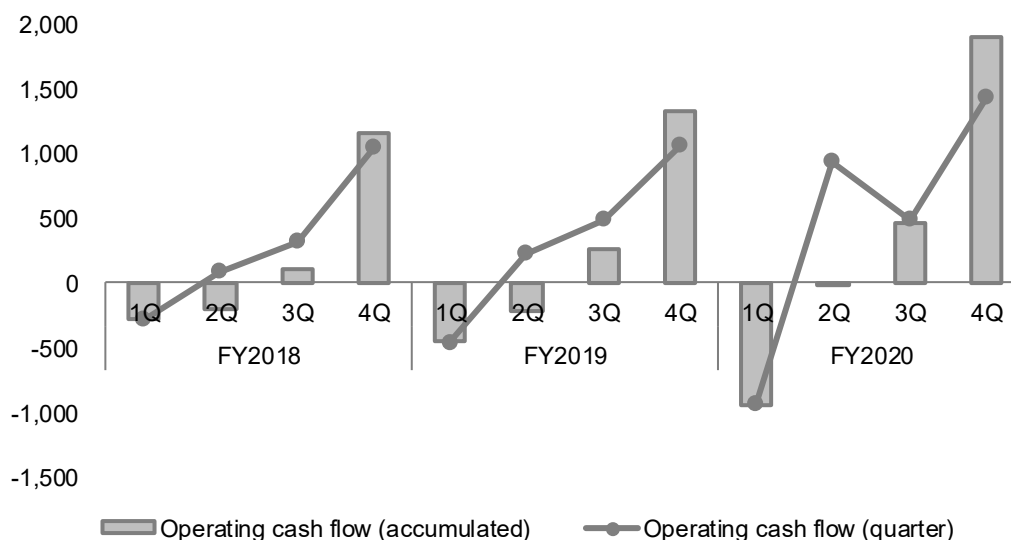 2,000
1,500
1,000
500
0
-500
-1,000
-1,500
1Q 2Q 3Q 4Q 1Q 2Q 3Q 4Q 1Q 2Q 3Q 4Q
FY2018 FY2019 FY2020
Operating cash flow (accumulated) Operating cash flow (quarter)